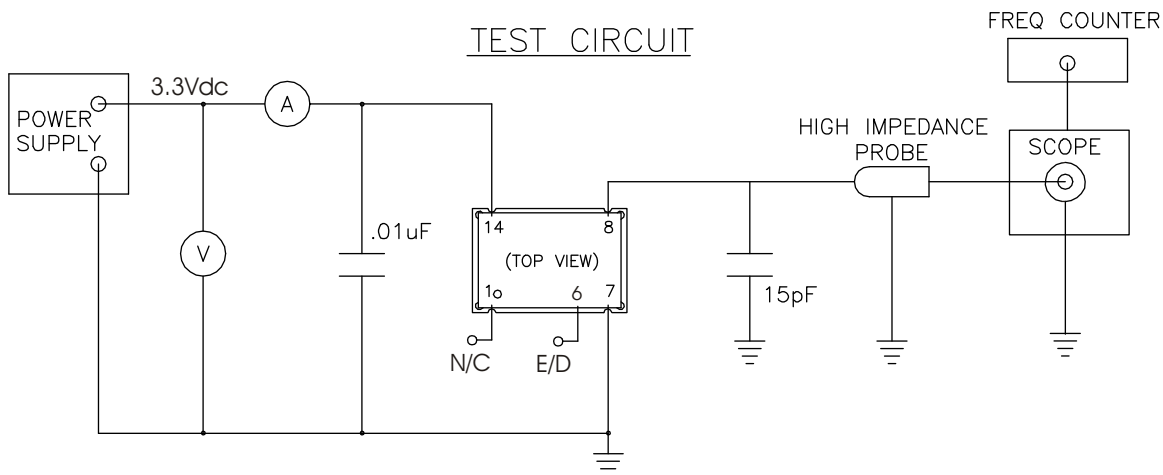 TEST CIRCUIT
FREQ COUNTER
3.3Vdc
A
POWER
SUPPLY
HIGH IMPEDANCE
PROBE
SCOPE
14
8
.01uF
V
(TOP VIEW)
1
6
7
15pF
N/C
E/D